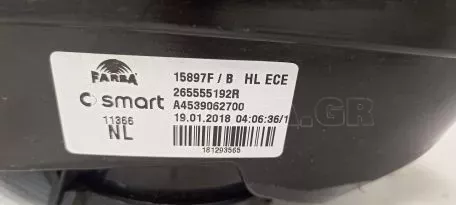 FARBA
15897F / B HL ECE
265555192R
smart
A4539062700
11366
19.01.2018 04:06:36/1
NL
181293565
.GR